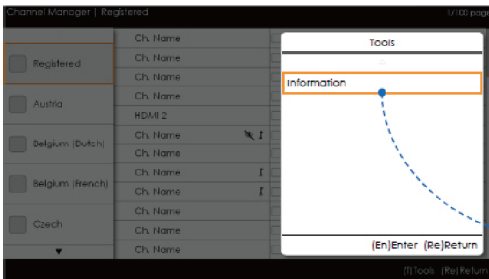 Channel Manager | Registered
1/100 page
Registered
Austria
Belgium (Dutch)
Belgium (French)
Czech
Ch. Name
Ch. Name
Ch. Name
Ch. Name
HDMI 2
Ch. Name
Ch. Name
Ch. Name
Ch. Name
Ch. Name
Ch. Name
Ch. Name
Tools
Information
(En)Enter (Re)Return
(T)Tools (Re)Return